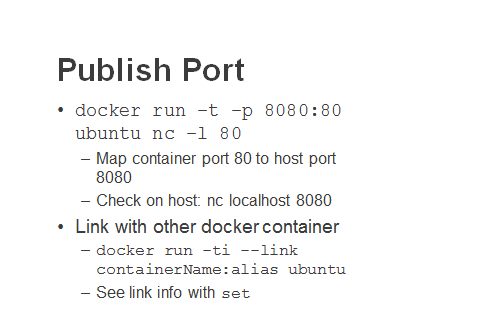 Publish Port
• docker run –t –p 8080:80
ubuntu nc –l 80
– Map container port 80 to host port
8080
– Check on host: nc localhost 8080
• Link with other docker container
– docker run -ti --link
containerName:alias ubuntu
– See link info with set